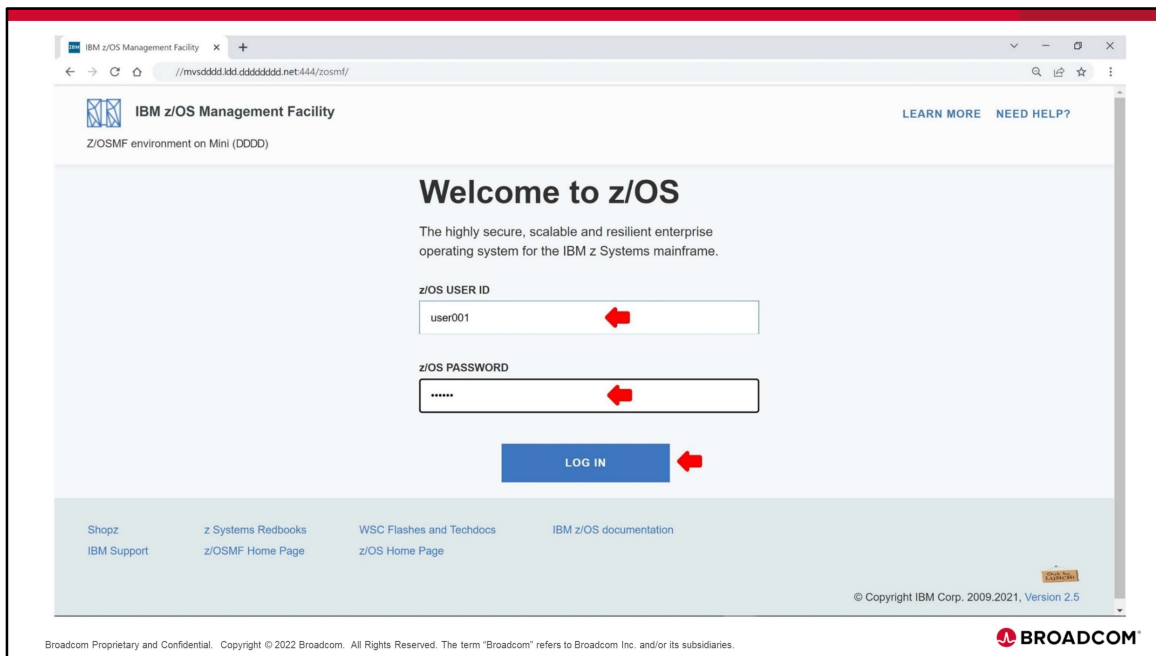 IBM z/OS Management Facility
//mvsdddd.ldd.dddddddd.net:444/zosmf/
IBM z/OS Management Facility
LEARN MORE NEED HELP?
Z/OSMF environment on Mini (DDDD)
Welcome to z/OS
The highly secure, scalable and resilient enterprise
operating system for the IBM z Systems mainframe.
z/OS USER ID
user001
z/OS PASSWORD
••••••
LOG IN
Shopz z Systems Redbooks WSC Flashes and Techdocs IBM z/OS documentation
IBM Support z/OSMF Home Page z/OS Home Page
© Copyright IBM Corp. 2009.2021, Version 2.5
Broadcom Proprietary and Confidential. Copyright © 2022 Broadcom. All Rights Reserved. The term “Broadcom” refers to Broadcom Inc. and/or its subsidiaries.
BROADCOM